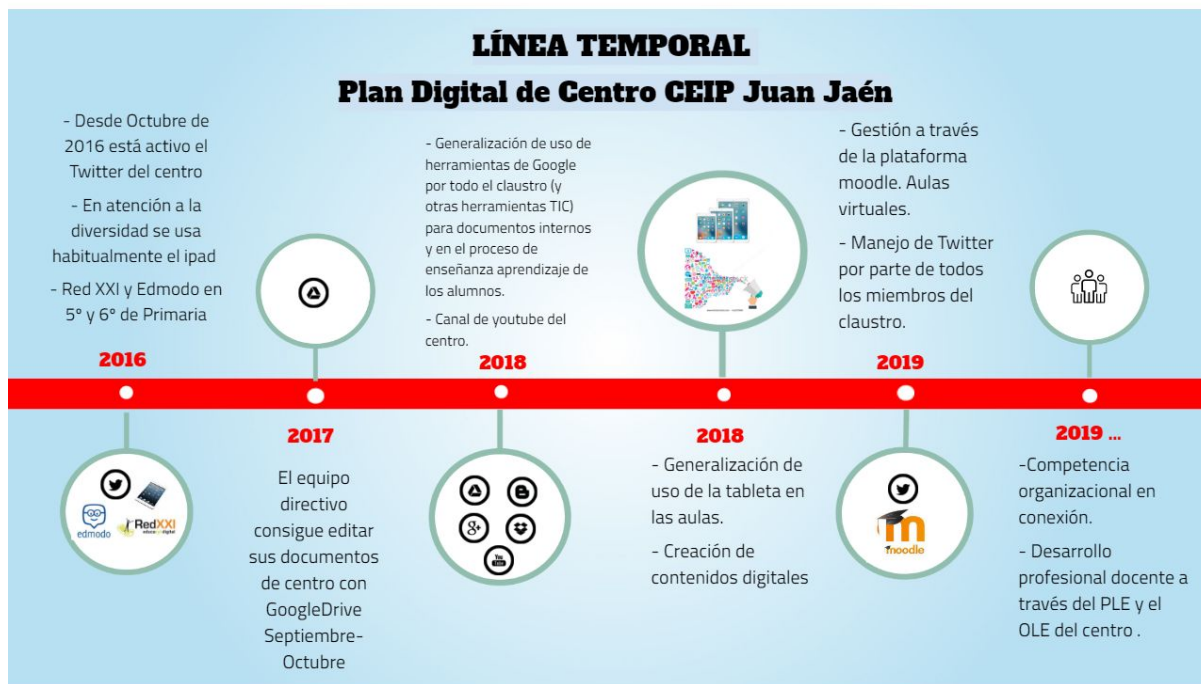 LÍNEA TEMPORAL
Plan Digital de Centro CEIP Juan Jaén
- Desde Octubre de
2016 está activo el
Twitter del centro
- En atención a la
diversidad se usa
habitualmente el ipad
- Red XXI y Edmodo en
5º y 6º de Primaria
2016
edmodo
RedXXI
educacyl digital
2017
El equipo
directivo
consigue editar
sus documentos
de centro con
GoogleDrive
Septiembre-
Octubre
- Generalización de uso de
herramientas de Google
por todo el claustro (y
otras herramientas TIC)
para documentos internos
y en el proceso de
enseñanza aprendizaje de
los alumnos.
- Canal de youtube del
centro.
2018
g+
You
Tube
2018
- Generalización de
uso de la tableta en
las aulas.
- Creación de
contenidos digitales
- Gestión a través
de la plataforma
moodle. Aulas
virtuales.
- Manejo de Twitter
por parte de todos
los miembros del
claustro.
2019
moodle
2019 ...
-Competencia
organizacional en
conexión.
- Desarrollo
profesional docente a
través del PLE y el
OLE del centro .